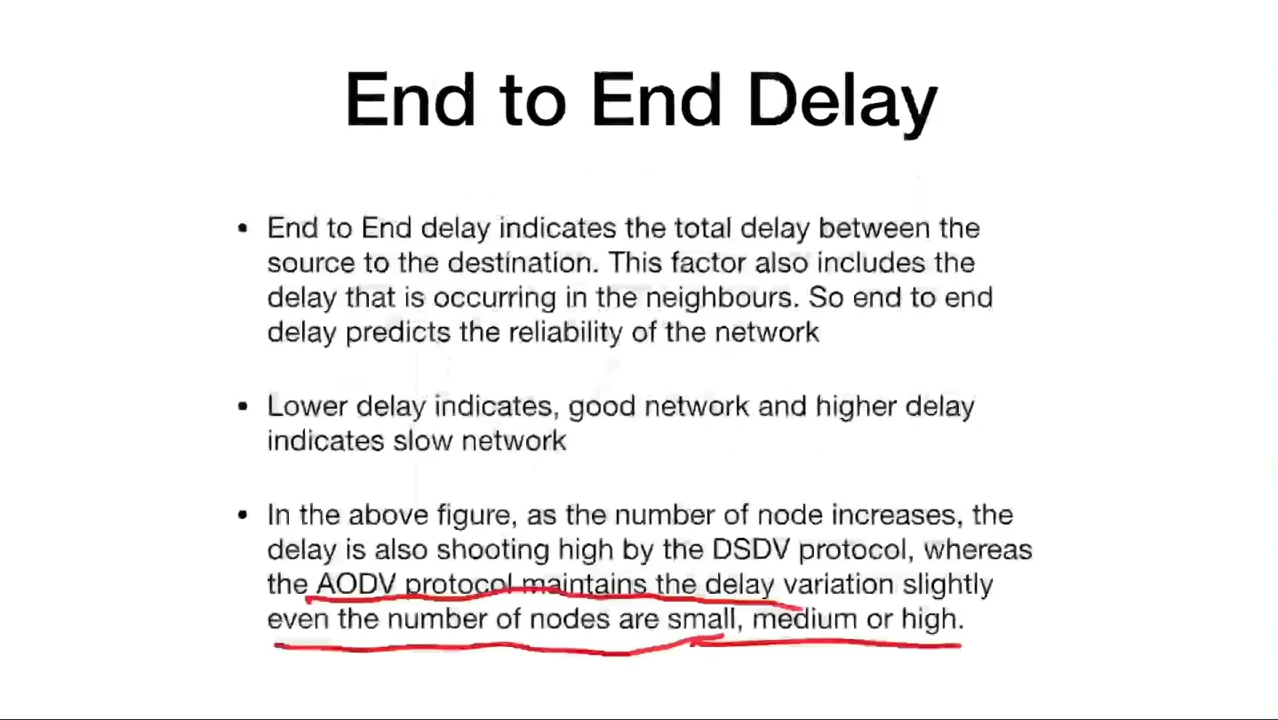 End to End Delay
• End to End delay indicates the total delay between the
source to the destination. This factor also includes the
delay that is occurring in the neighbours. So end to end
delay predicts the reliability of the network
• Lower delay indicates, good network and higher delay
indicates slow network
• In the above figure, as the number of node increases, the
delay is also shooting high by the DSDV protocol, whereas
the AODV protocol maintains the delay variation slightly
even the number of nodes are small, medium or high.